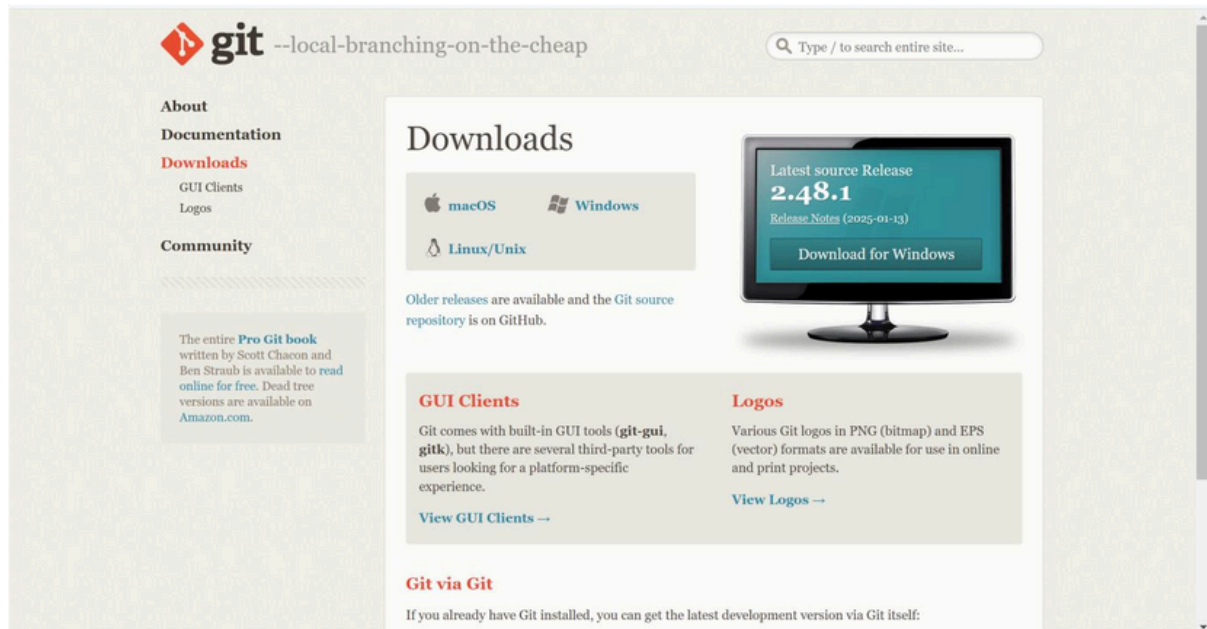 git --local-branching-on-the-cheap
Type / to search entire site...
About
Documentation
Downloads
GUI Clients
Logos
Community
The entire Pro Git book
written by Scott Chacon and
Ben Straub is available to read
online for free. Dead tree
versions are available on
Amazon.com.
Downloads
macOS
Windows
Linux/Unix
Older releases are available and the Git source
repository is on GitHub.
Latest source Release
2.48.1
Release Notes (2025-01-13)
Download for Windows
GUI Clients
Git comes with built-in GUI tools (git-gui,
gitk), but there are several third-party tools for
users looking for a platform-specific
experience.
View GUI Clients →
Logos
Various Git logos in PNG (bitmap) and EPS
(vector) formats are available for use in online
and print projects.
View Logos →
Git via Git
If you already have Git installed, you can get the latest development version via Git itself: